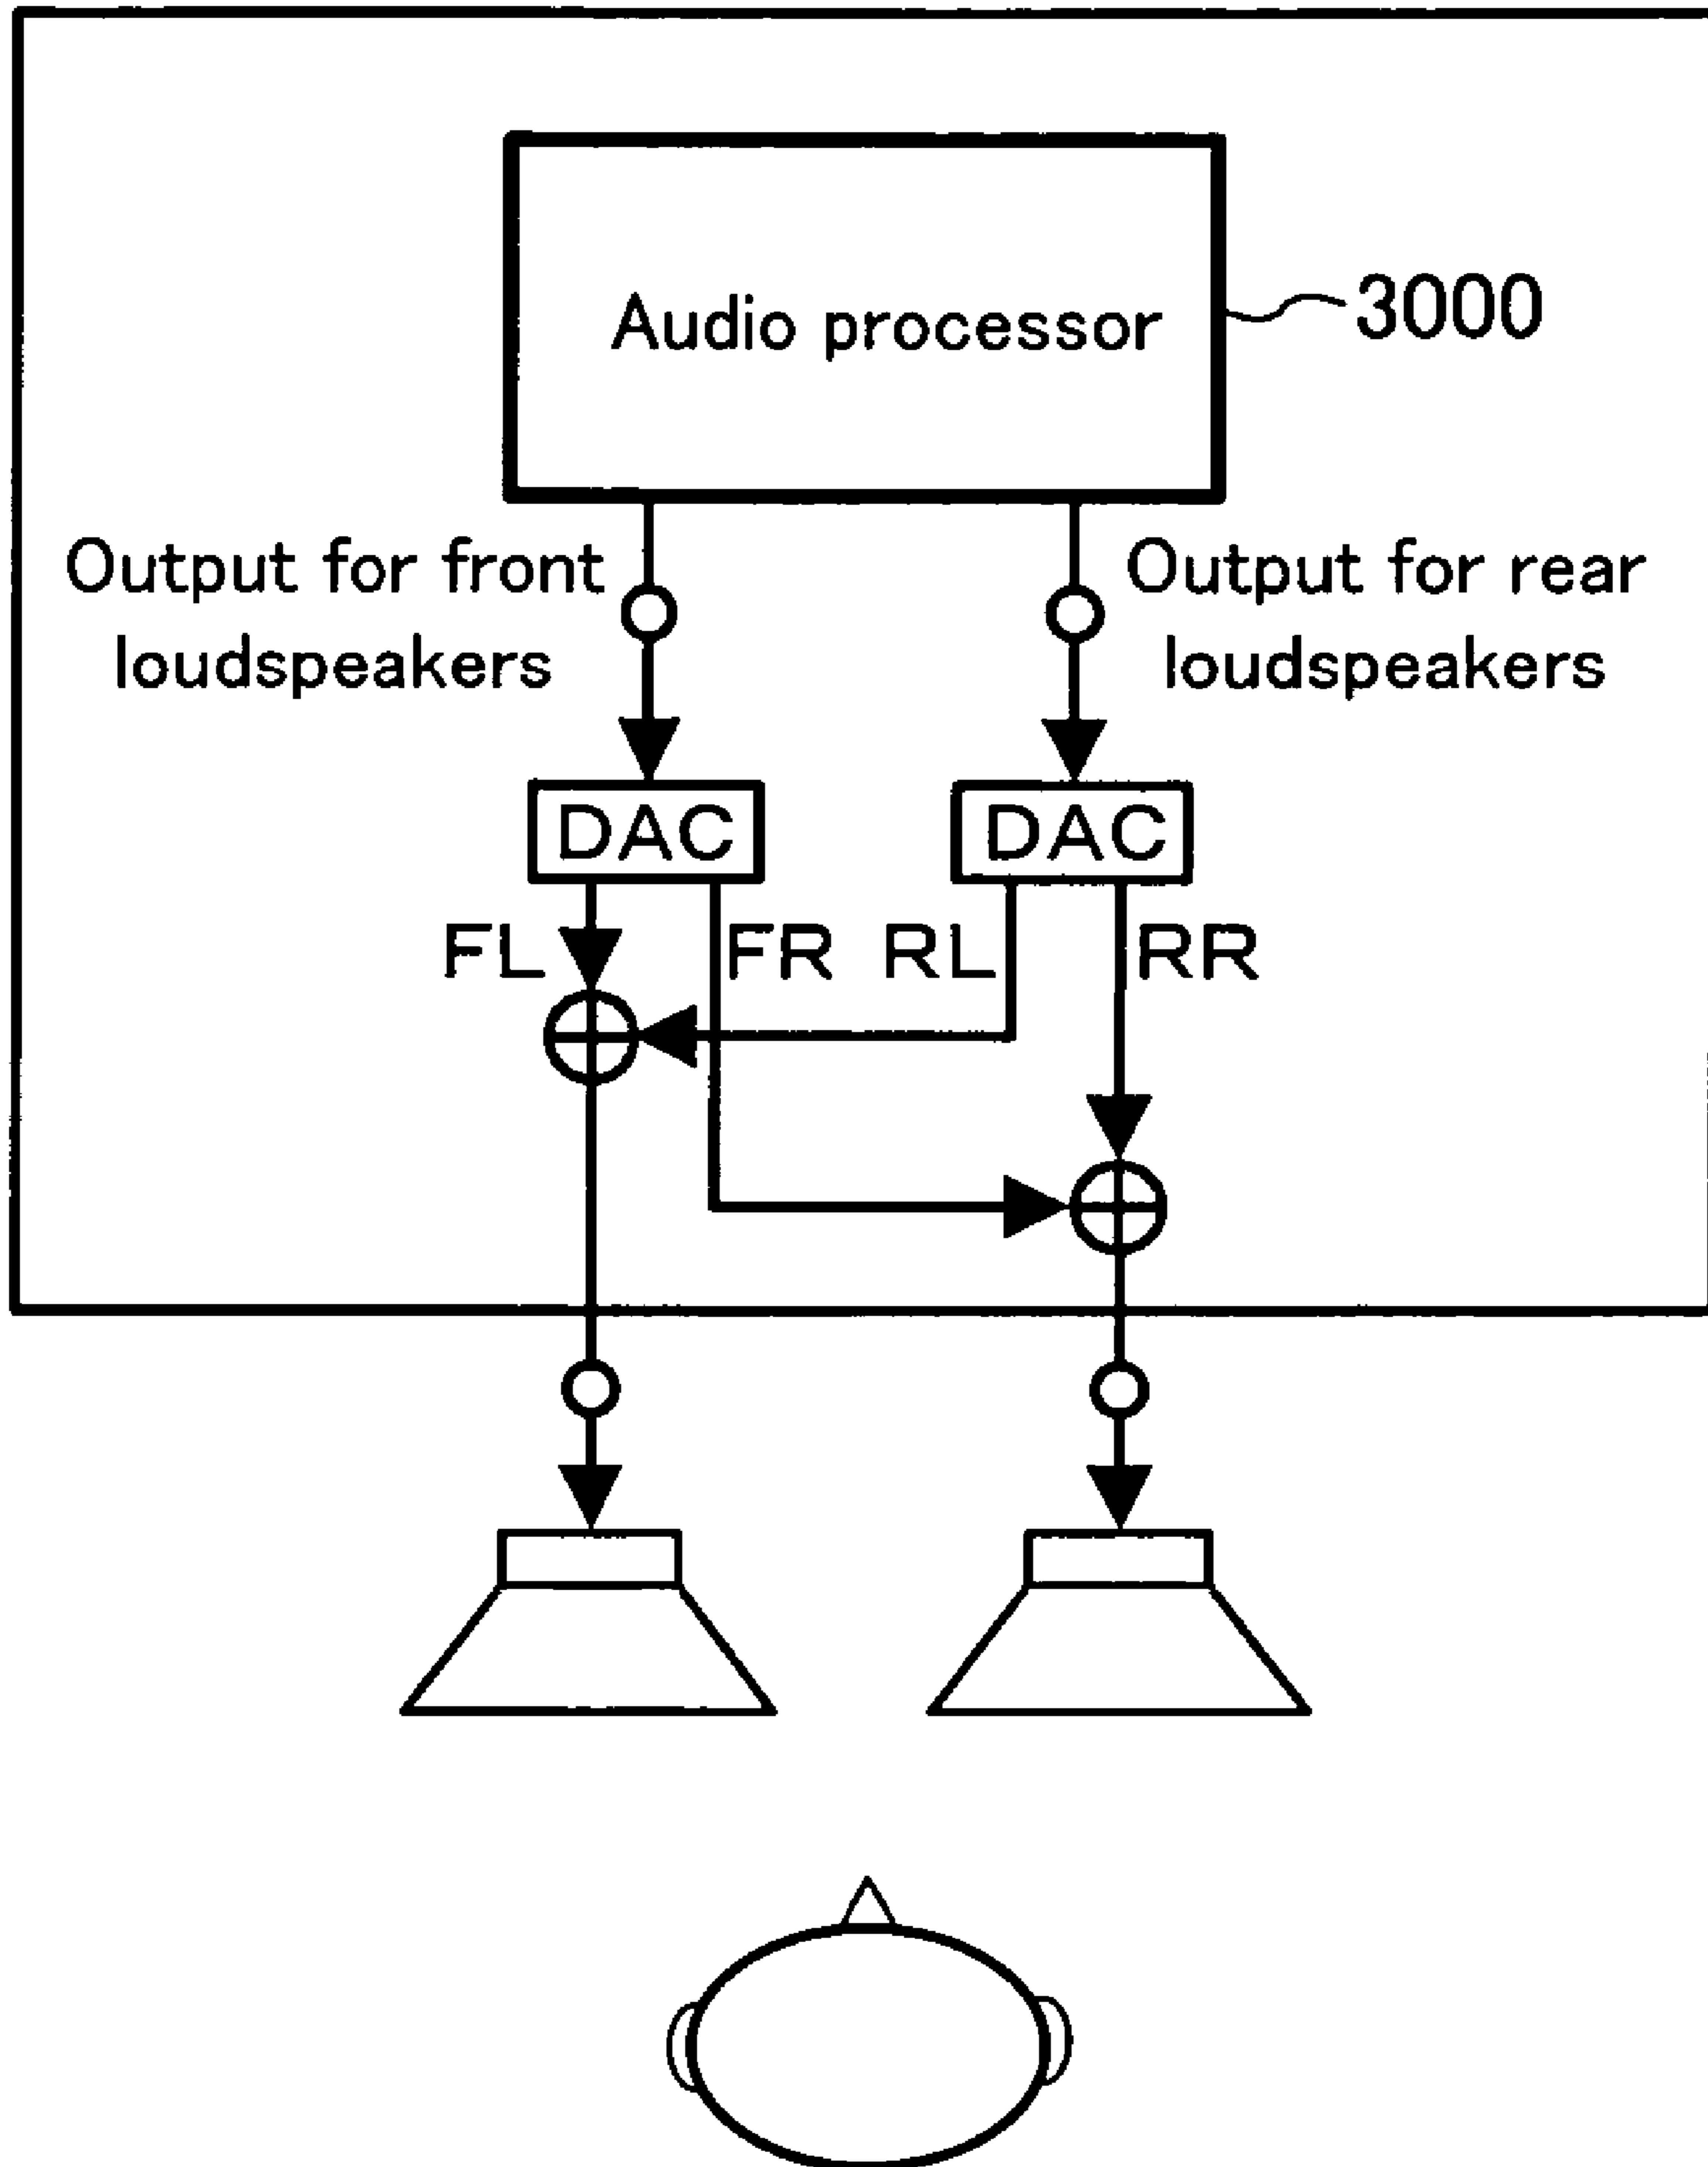 Audio processor
3000
Output for front
loudspeakers
Output for rear
loudspeakers
DAC
DAC
FL
FR
RL
RR